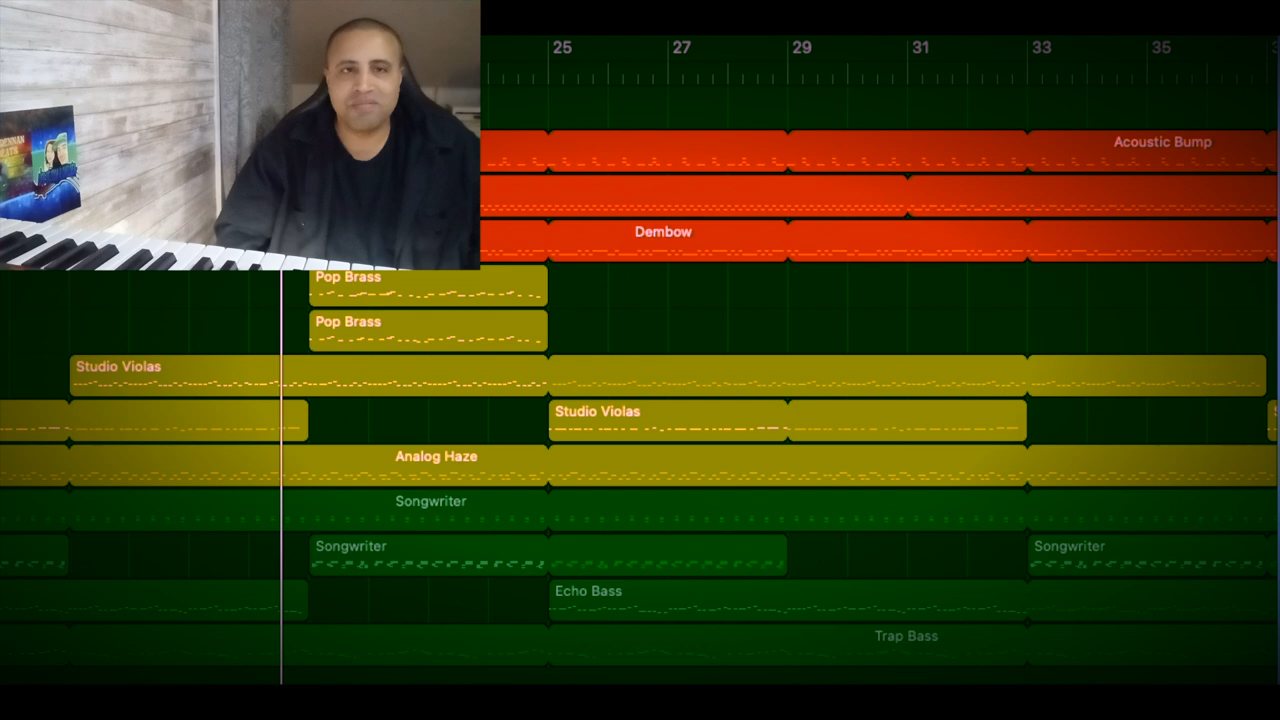 25 27 29 31 33 35
Acoustic Bump
Dembow
Pop Brass
Pop Brass
Studio Violas
Studio Violas
Analog Haze
Songwriter
Songwriter Songwriter
Echo Bass
Trap Bass